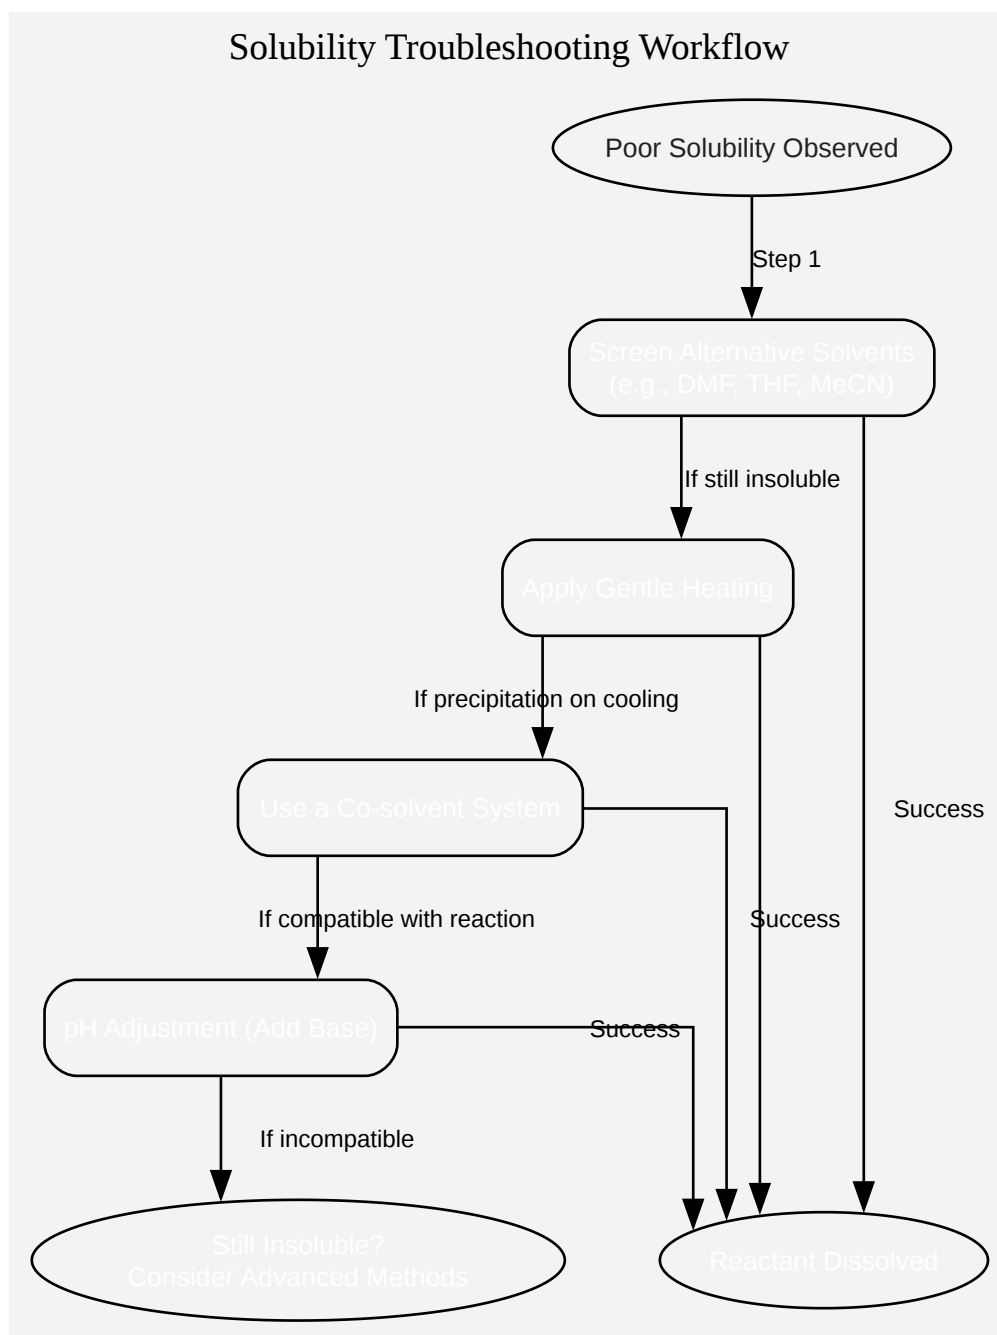 Solubility Troubleshooting Workflow
Poor Solubility Observed
Step 1
Screen Alternative Solvents
(e.g., DMF, THF, MeCN)
If still insoluble
Apply Gentle Heating
If precipitation on cooling
Use a Co-solvent System
Success
If compatible with reaction
Success
pH Adjustment (Add Base)
Success
If incompatible
Still Insoluble?
Consider Advanced Methods
Reactant Dissolved